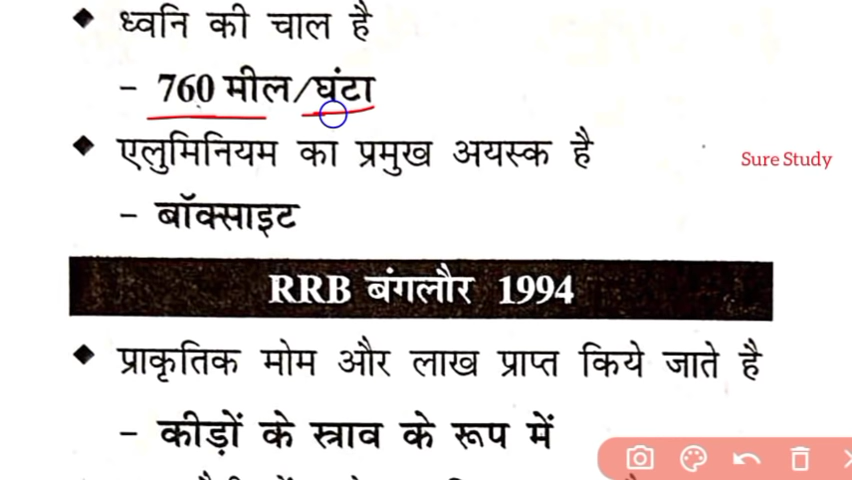 ◆ ध्वनि की चाल है
– 760 मील/घंटा
◆ एलुमिनियम का प्रमुख अयस्क है
Sure Study
– बॉक्साइट
RRB बंगलौर 1994
◆ प्राकृतिक मोम और लाख प्राप्त किये जाते है
– कीड़ों के स्त्राव के रूप में